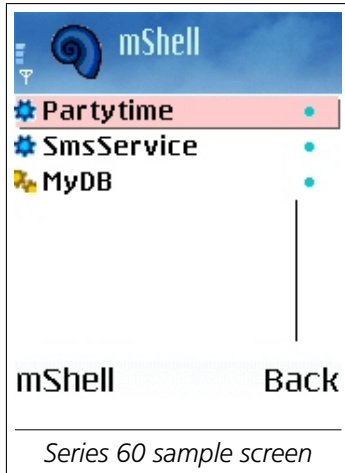 mShell
Partytime
SmsService
MyDB
mShell Back
Series 60 sample screen